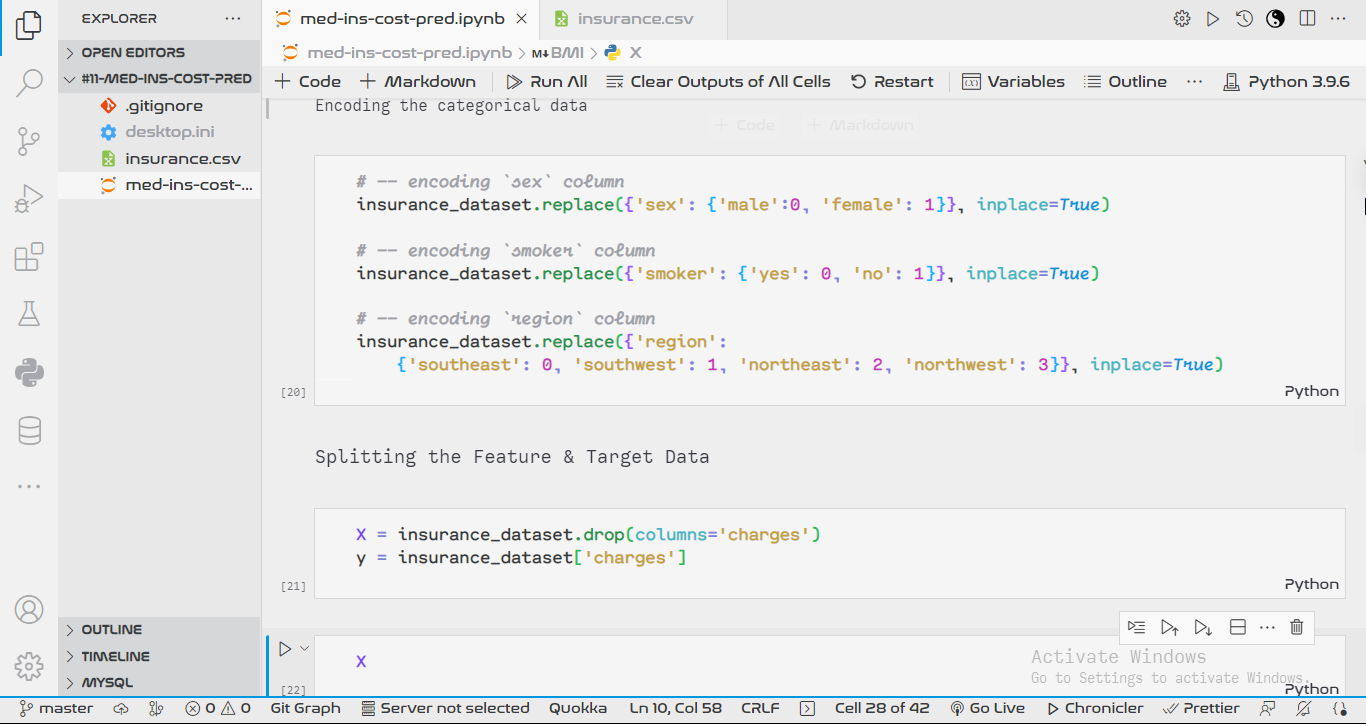 EXPLORER
med-ins-cost-pred.ipynb
insurance.csv
OPEN EDITORS
#11-MED-INS-COST-PRED
.gitignore
desktop.ini
insurance.csv
med-ins-cost-...
med-ins-cost-pred.ipynb > M↓BMI > X
+ Code + Markdown Run All Clear Outputs of All Cells Restart Variables Outline ... Python 3.9.6
Encoding the categorical data
+ Code + Markdown
# -- encoding `sex` column
insurance_dataset.replace({'sex': {'male':0, 'female': 1}}, inplace=True)
# -- encoding `smoker` column
insurance_dataset.replace({'smoker': {'yes': 0, 'no': 1}}, inplace=True)
# -- encoding `region` column
insurance_dataset.replace({'region':
{'southeast': 0, 'southwest': 1, 'northeast': 2, 'northwest': 3}}, inplace=True)
[20]
Python
Splitting the Feature & Target Data
X = insurance_dataset.drop(columns='charges')
y = insurance_dataset['charges']
[21]
Python
X
[22]
Python
Activate Windows
Go to Settings to activate Windows.
OUTLINE
TIMELINE
MYSQL
master 0 0 Git Graph Server not selected Quokka Ln 10, Col 58 CRLF Cell 28 of 42 Go Live Chronicler Prettier